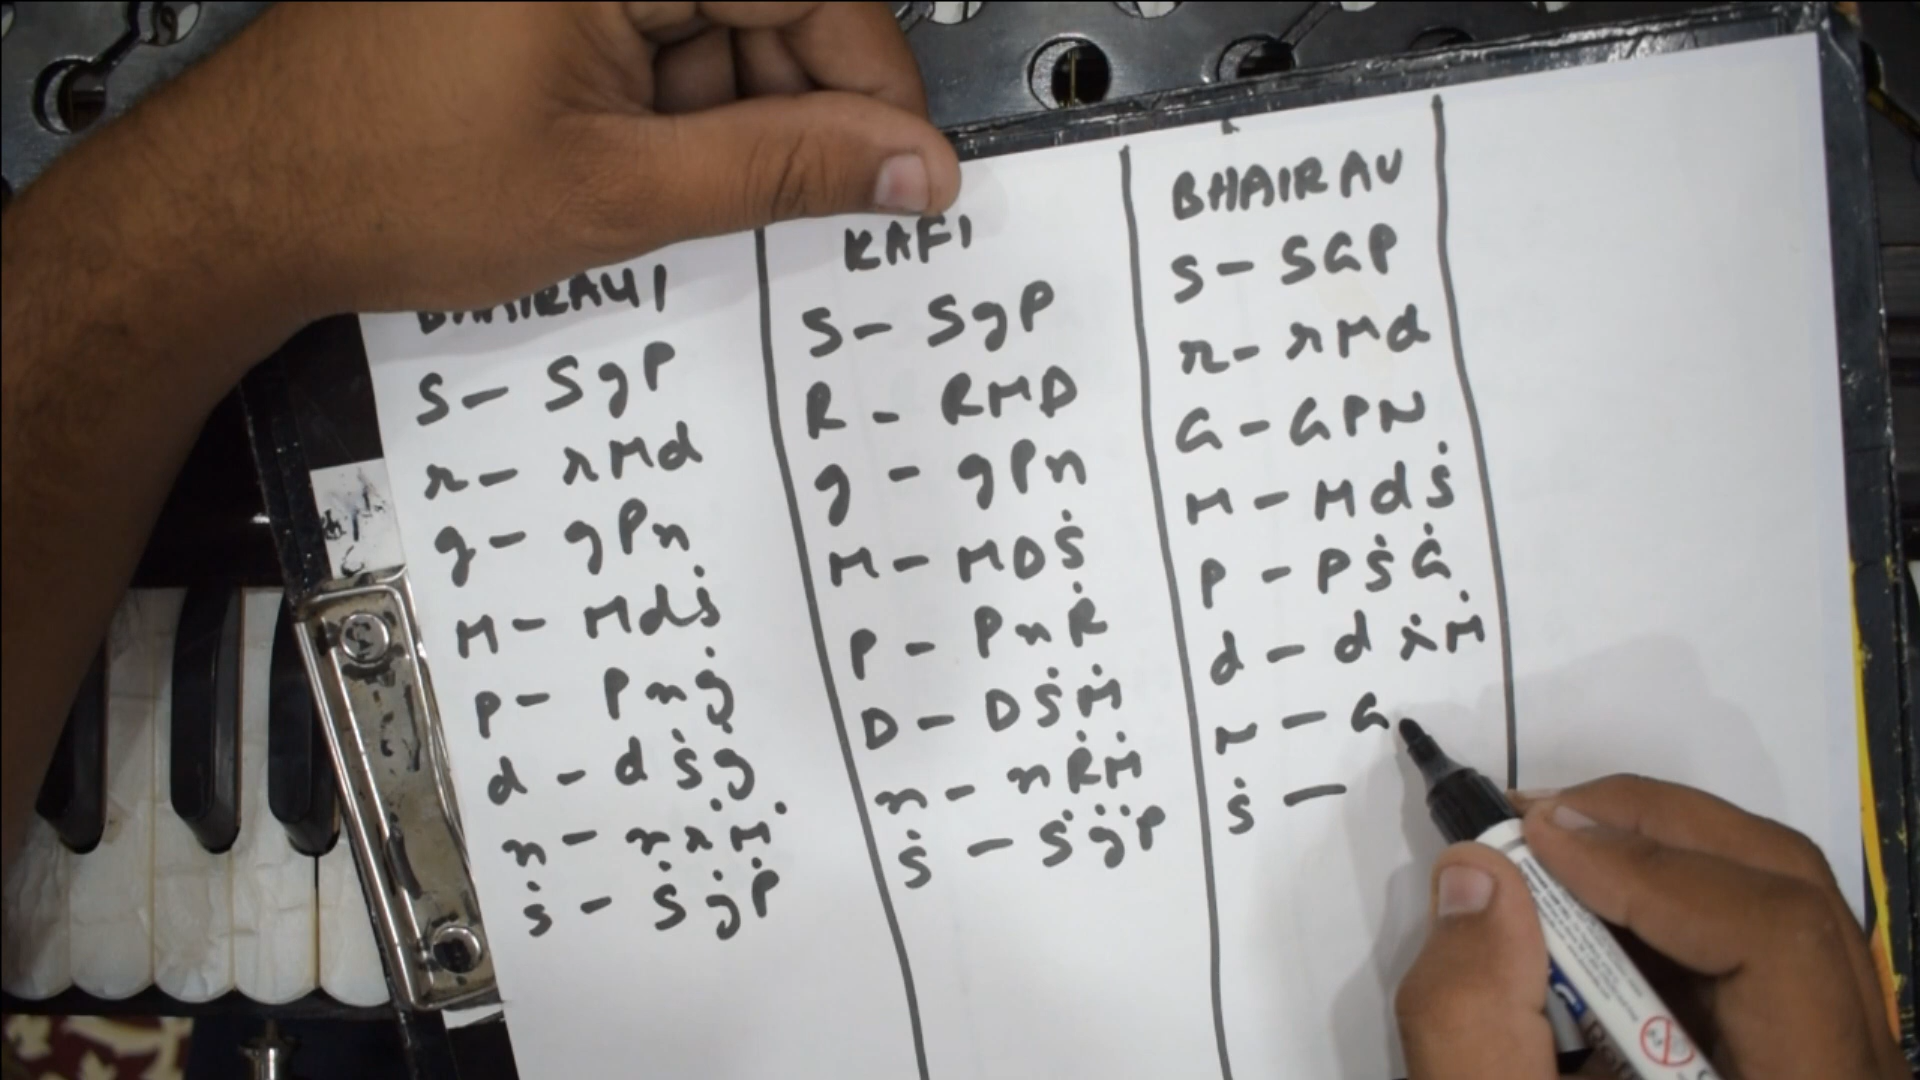 BHAIRAVI
S - SgP
r - rMd
g - gPn
M - MdṠ
P - Pnġ
d - dṠġ
n - nṙṀ
Ṡ - ṠġṖ
KAFI
S - SgP
R - RMD
g - gPn
M - MDṠ
P - PnṘ
D - DṠṀ
n - nṘṀ
Ṡ - ṠġṖ
BHAIRAV
S - SGP
r - rMd
G - GPN
M - MdṠ
P - PṠĠ
d - dṙṀ
N - G
Ṡ -